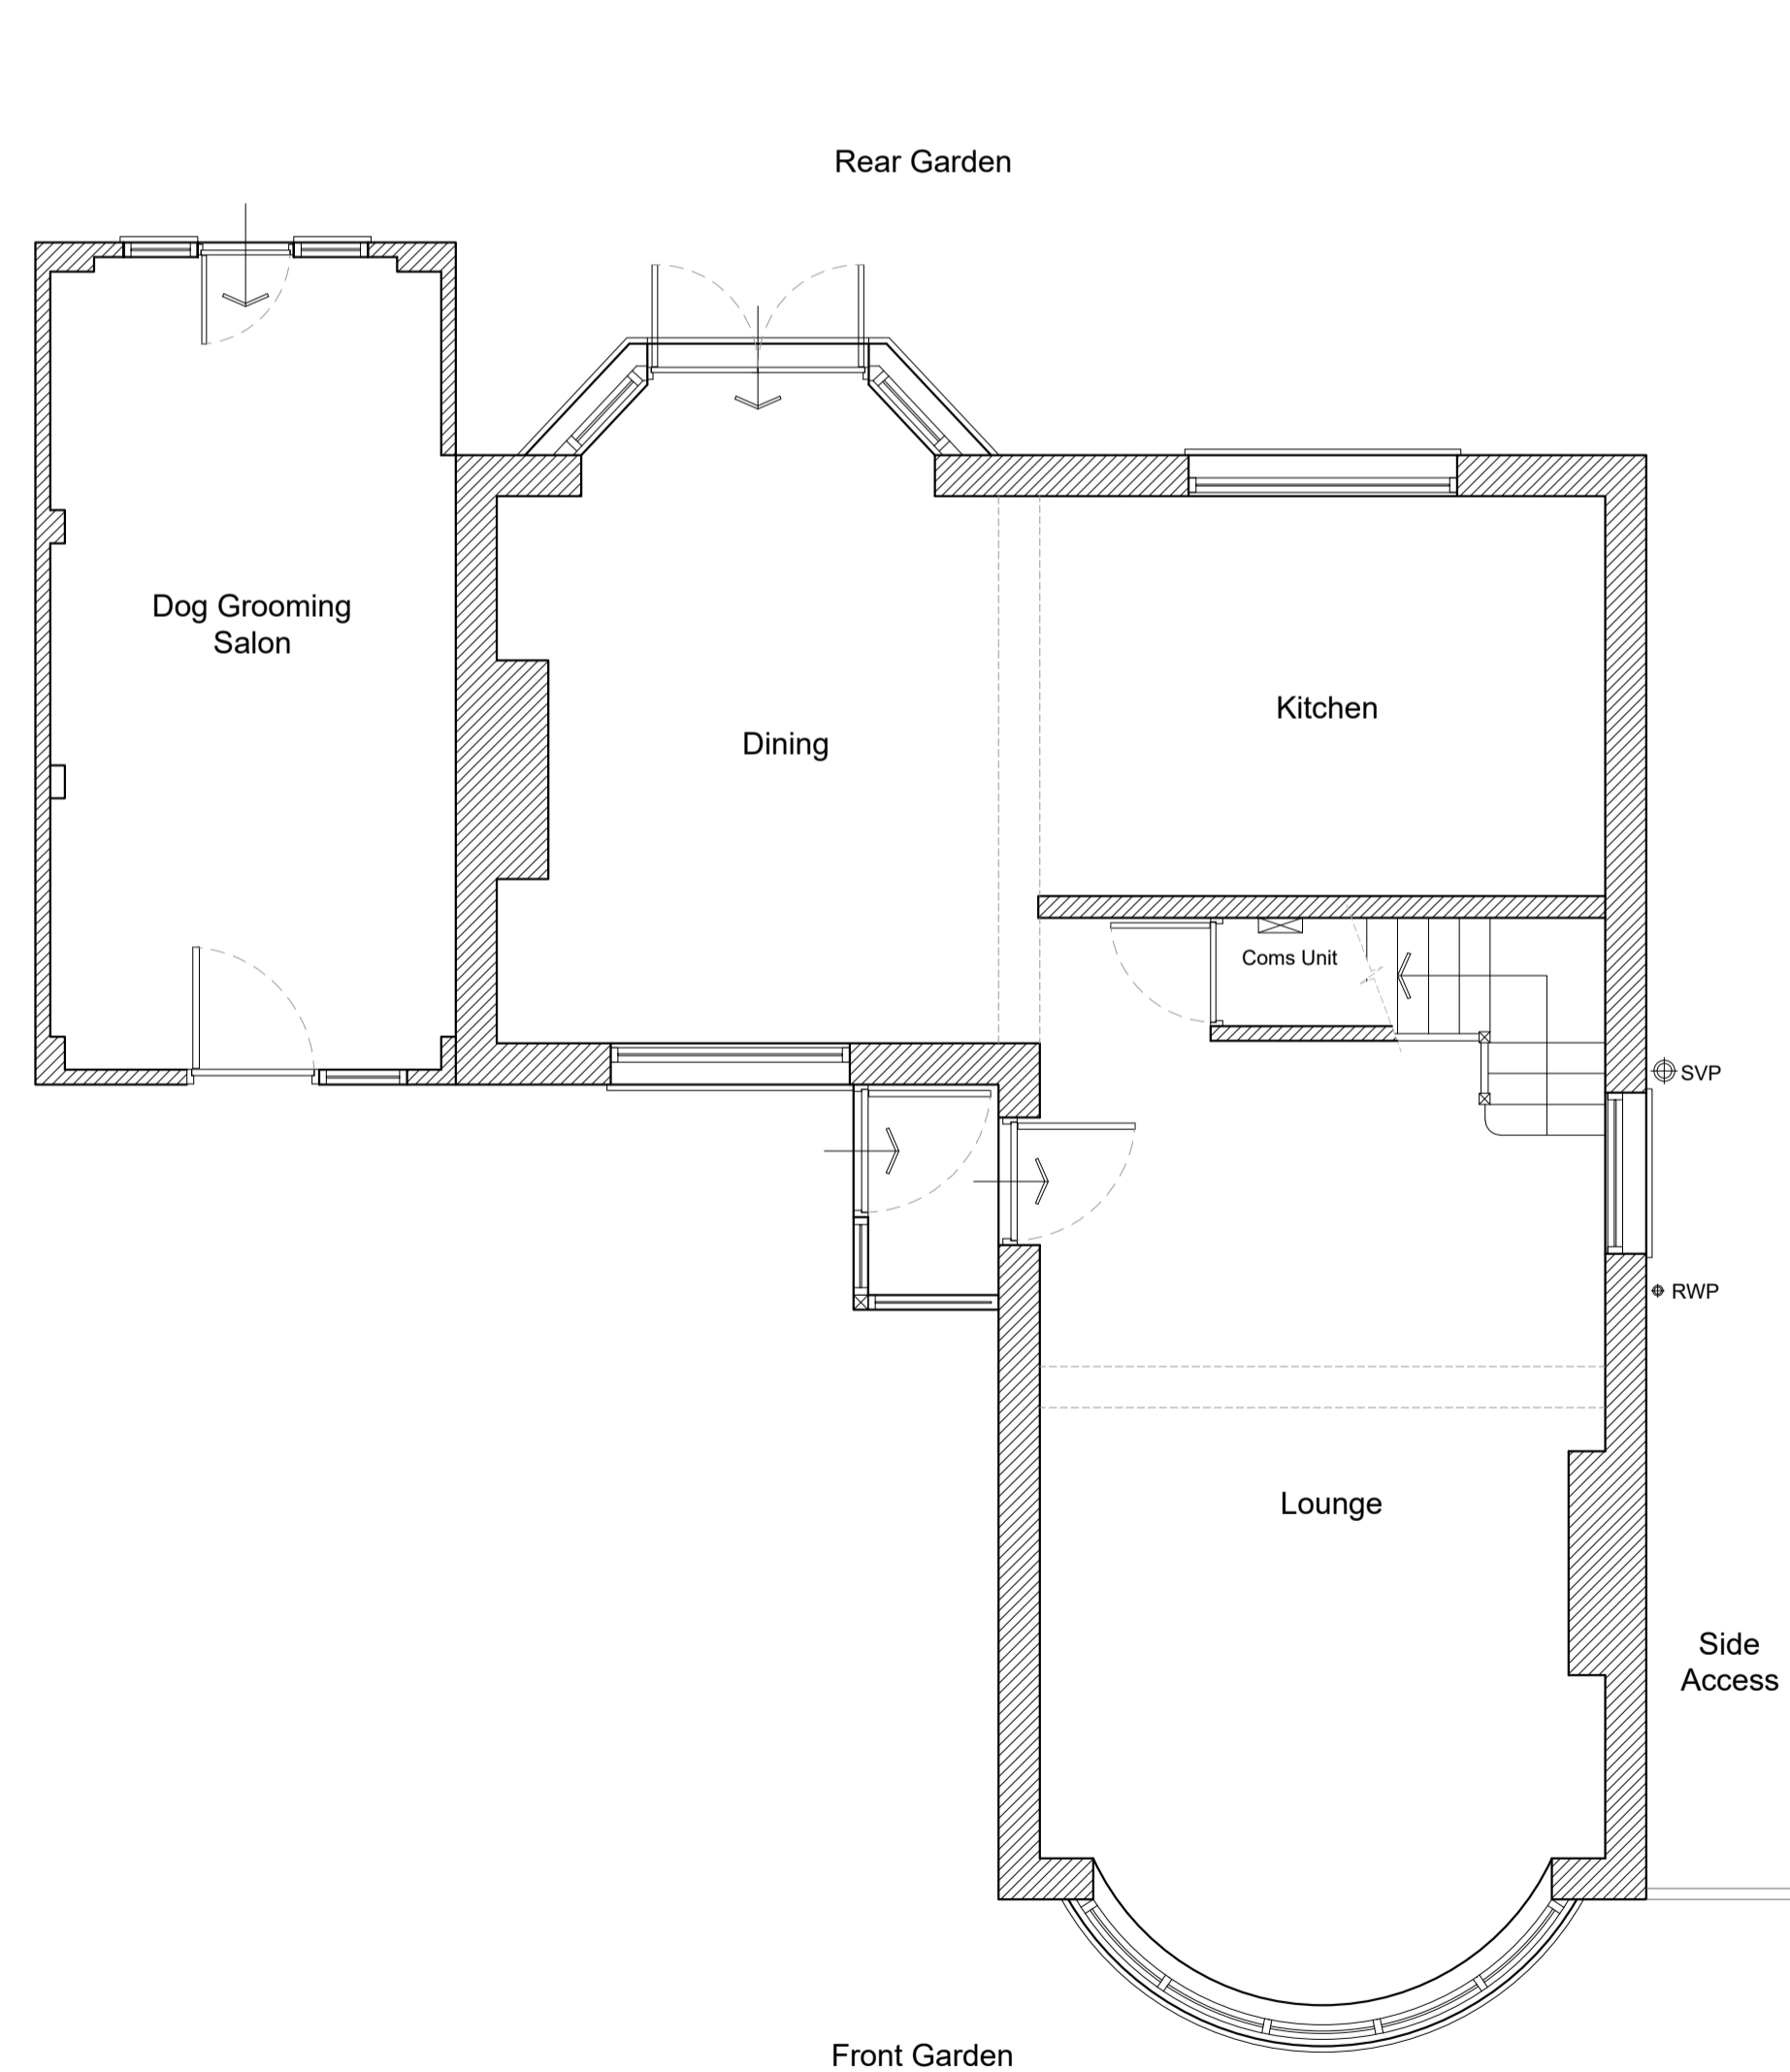 Rear Garden
Dog Grooming
Salon
Kitchen
Dining
Coms Unit
SVP
RWP
Lounge
Side
Access
Front Garden